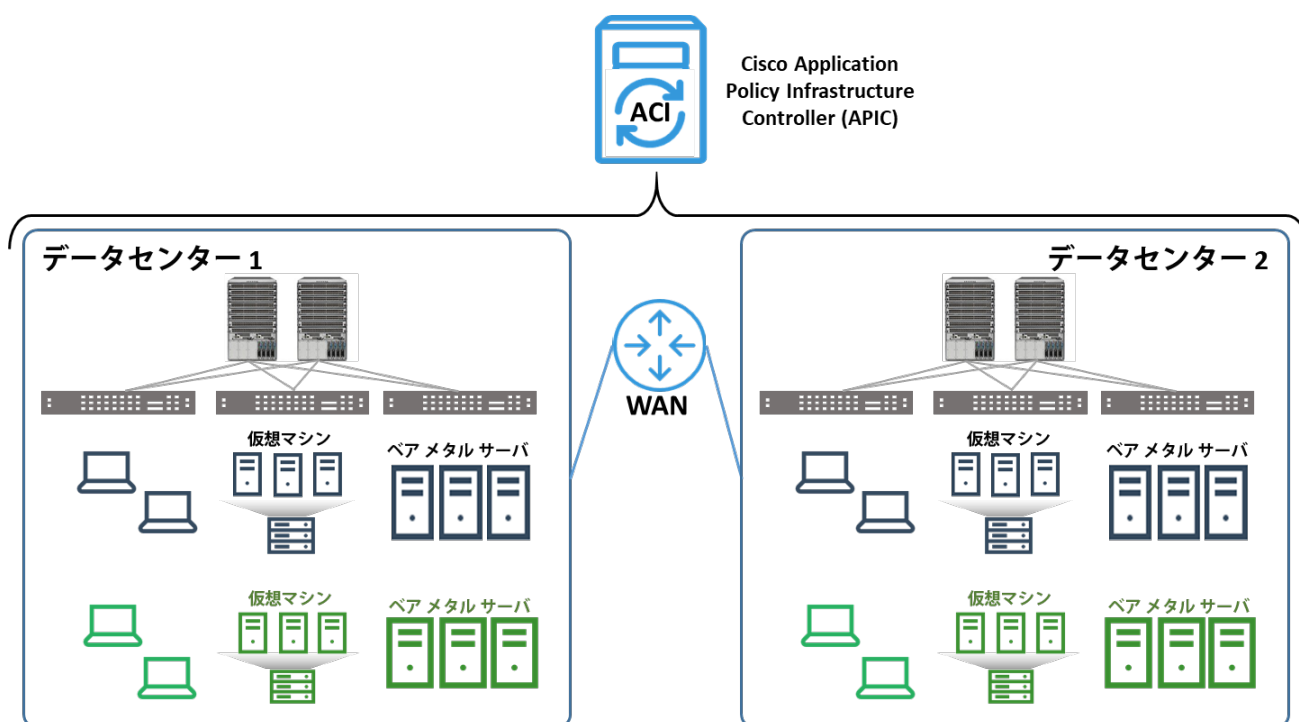 ACI
Cisco Application
Policy Infrastructure
Controller (APIC)
データセンター 1
データセンター 2
WAN
仮想マシン
ベア メタル サーバ
仮想マシン
ベア メタル サーバ
仮想マシン
ベア メタル サーバ
仮想マシン
ベア メタル サーバ